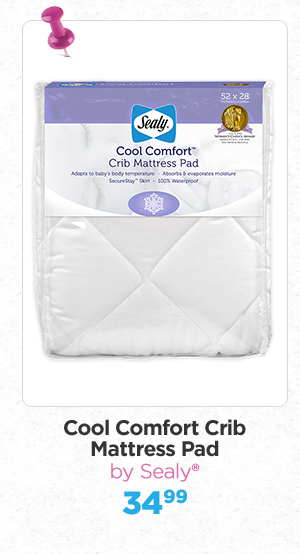 52 x 28
Sealy.
Cool Comfort™
Crib Mattress Pad
Adapts to baby's body temperature · Absorbs & evaporates moisture
SecureStay™ Skirt · 100% Waterproof
Cool Comfort Crib
Mattress Pad
by Sealy®
34.99